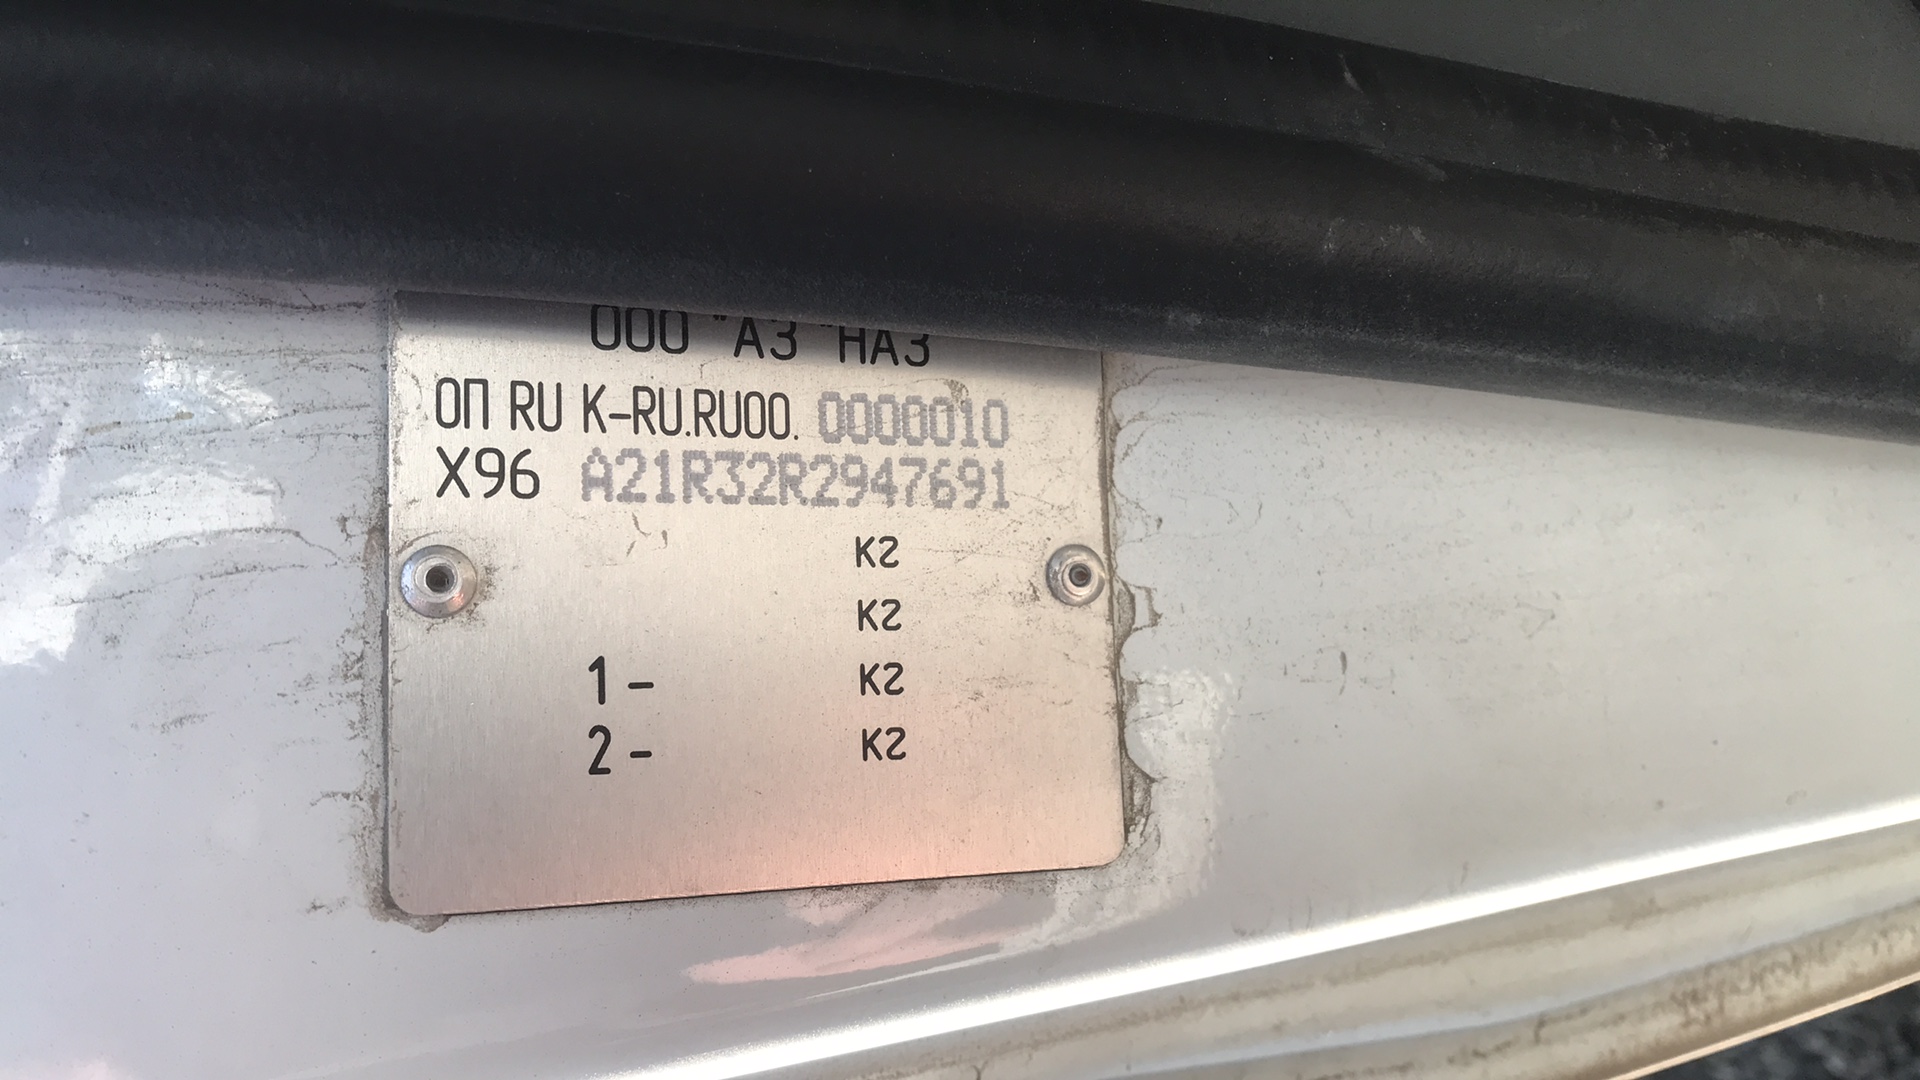 ООО "АЗ "НАЗ
ОП RU К-RU.RU00. 0000010
X96 A21R32R2947691
кг
кг
1 - кг
2 - кг